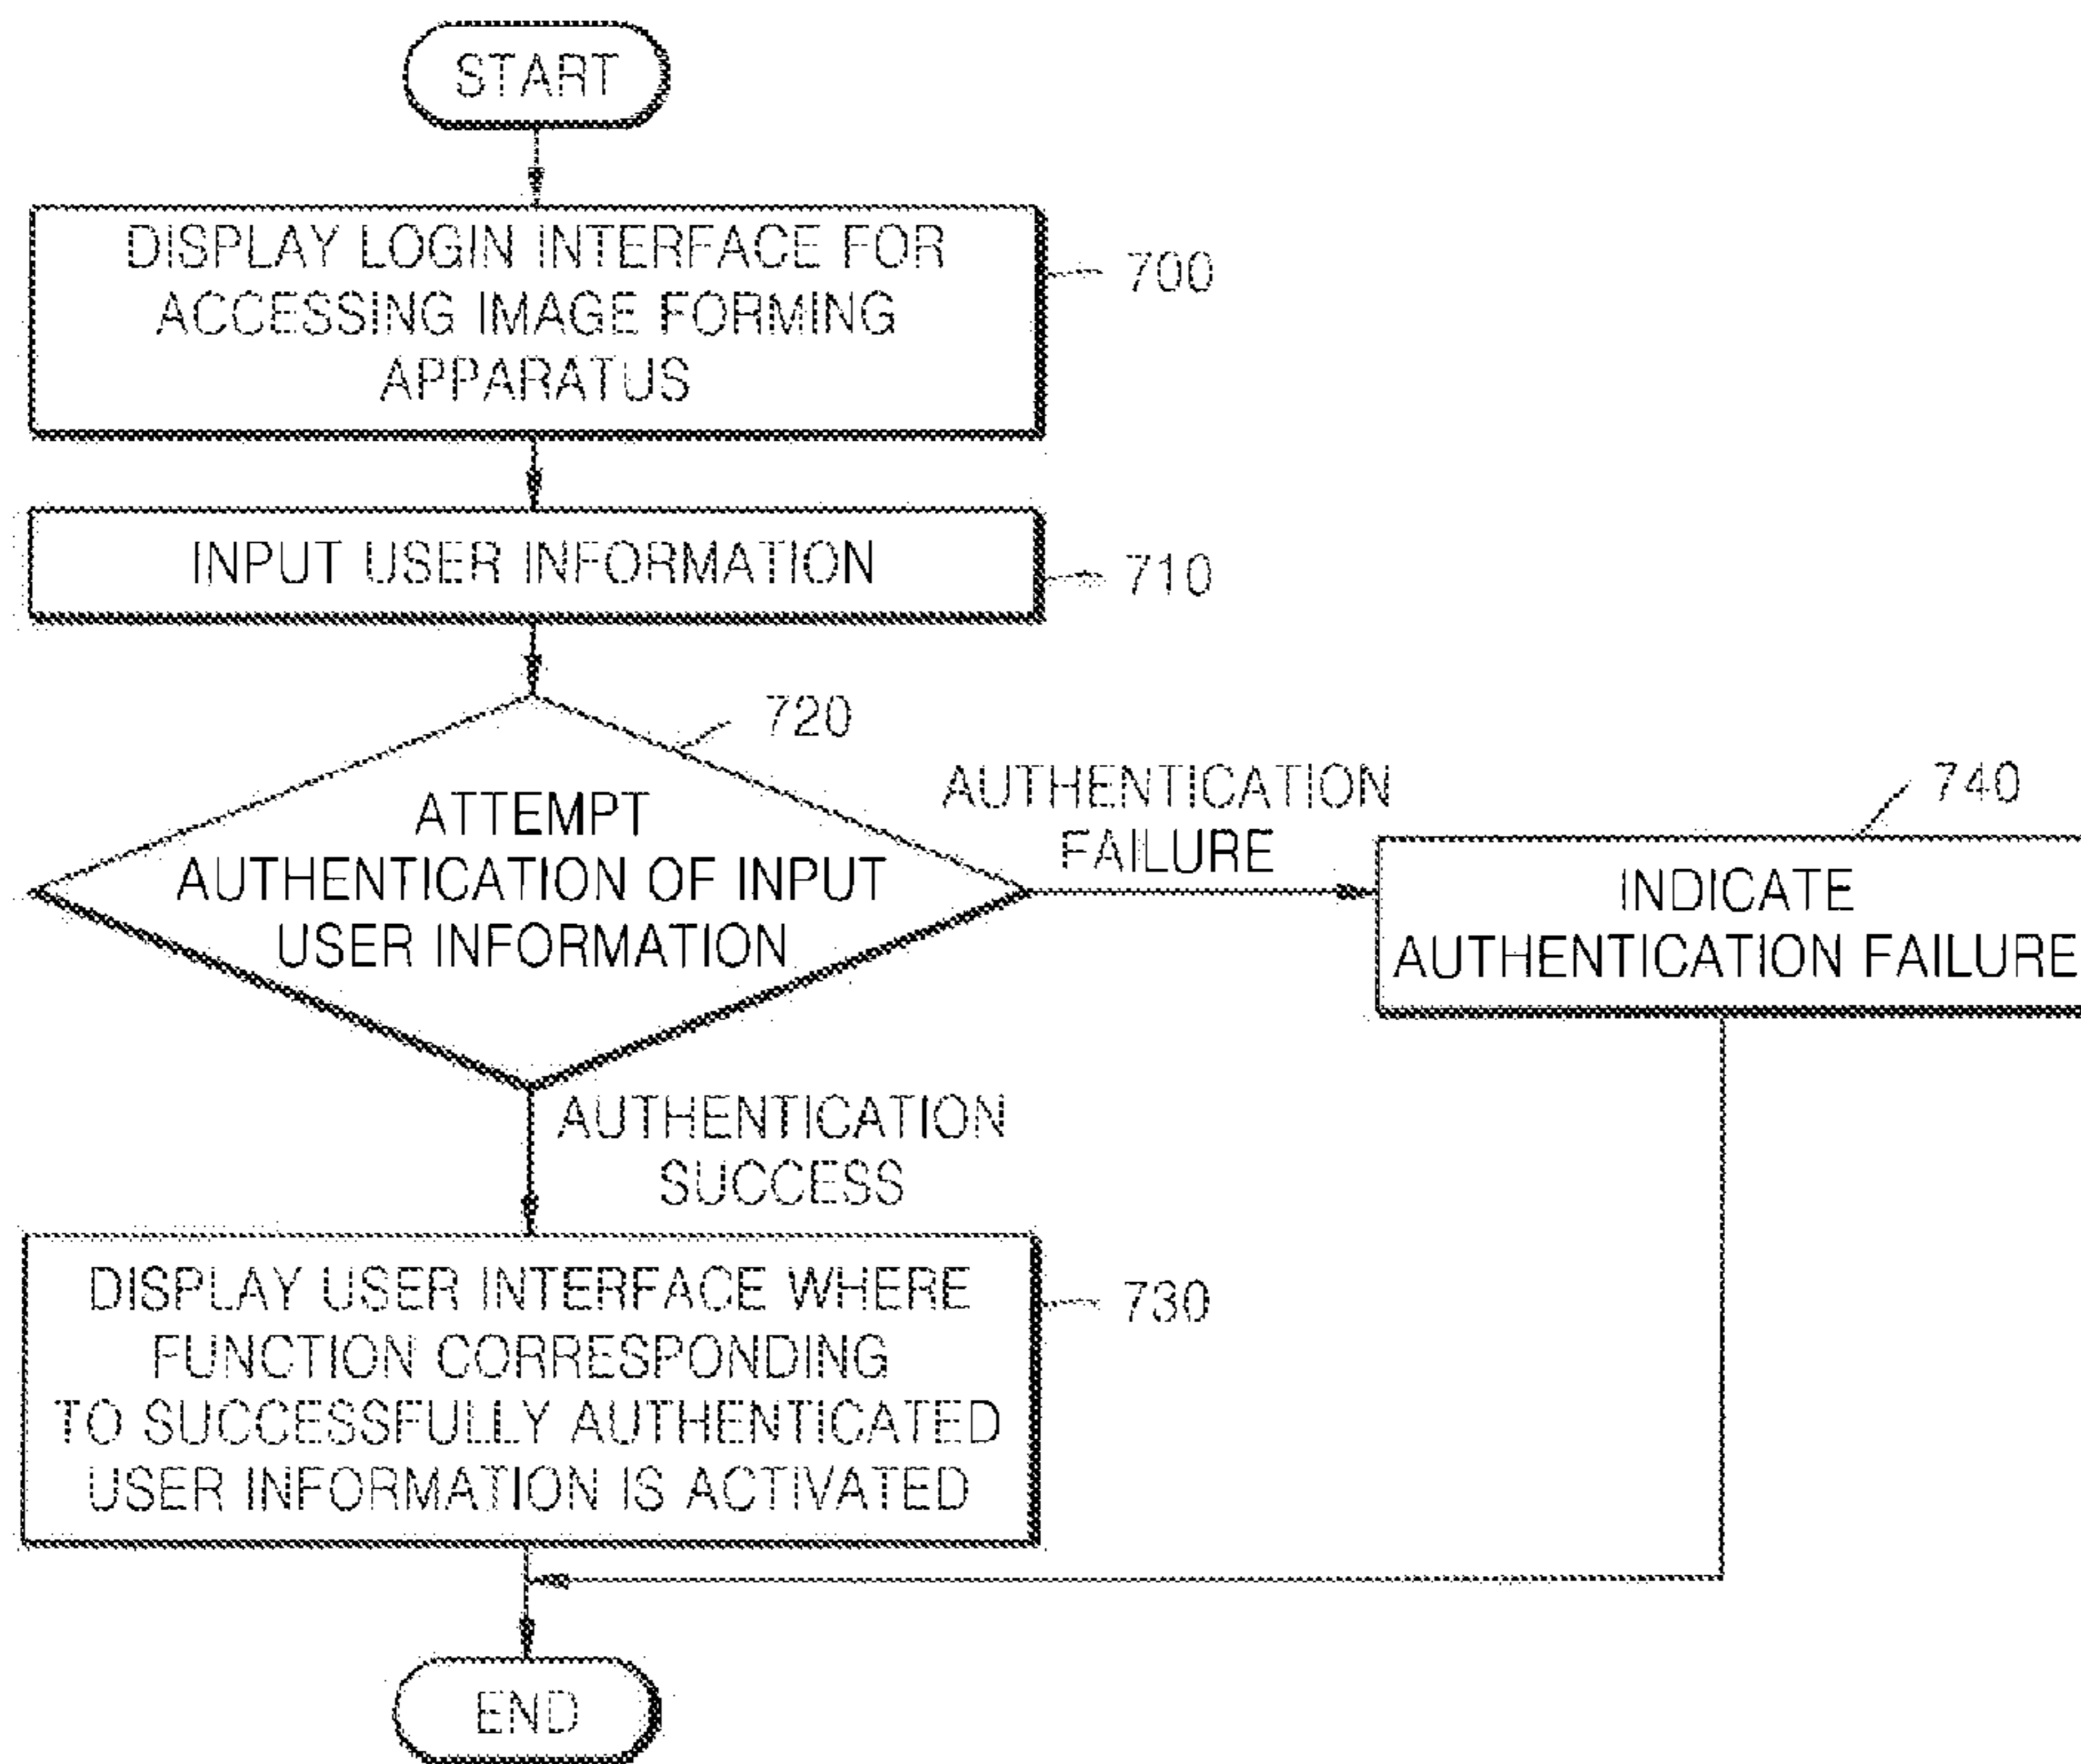 START
DISPLAY LOGIN INTERFACE FOR
ACCESSING IMAGE FORMING
APPARATUS
700
INPUT USER INFORMATION
710
720
ATTEMPT
AUTHENTICATION OF INPUT
USER INFORMATION
AUTHENTICATION
FAILURE
740
INDICATE
AUTHENTICATION FAILURE
AUTHENTICATION
SUCCESS
DISPLAY USER INTERFACE WHERE
FUNCTION CORRESPONDING
TO SUCCESSFULLY AUTHENTICATED
USER INFORMATION IS ACTIVATED
730
END